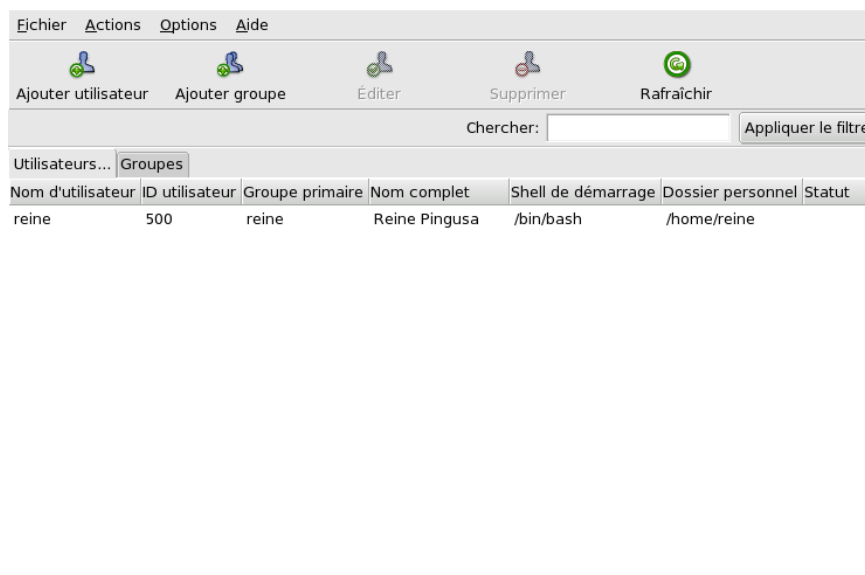 Fichier Actions Options Aide
Ajouter utilisateur Ajouter groupe Éditer Supprimer Rafraîchir
Chercher: Appliquer le filtre
Utilisateurs... Groupes
Nom d'utilisateur ID utilisateur Groupe primaire Nom complet Shell de démarrage Dossier personnel Statut
reine 500 reine Reine Pingusa /bin/bash /home/reine